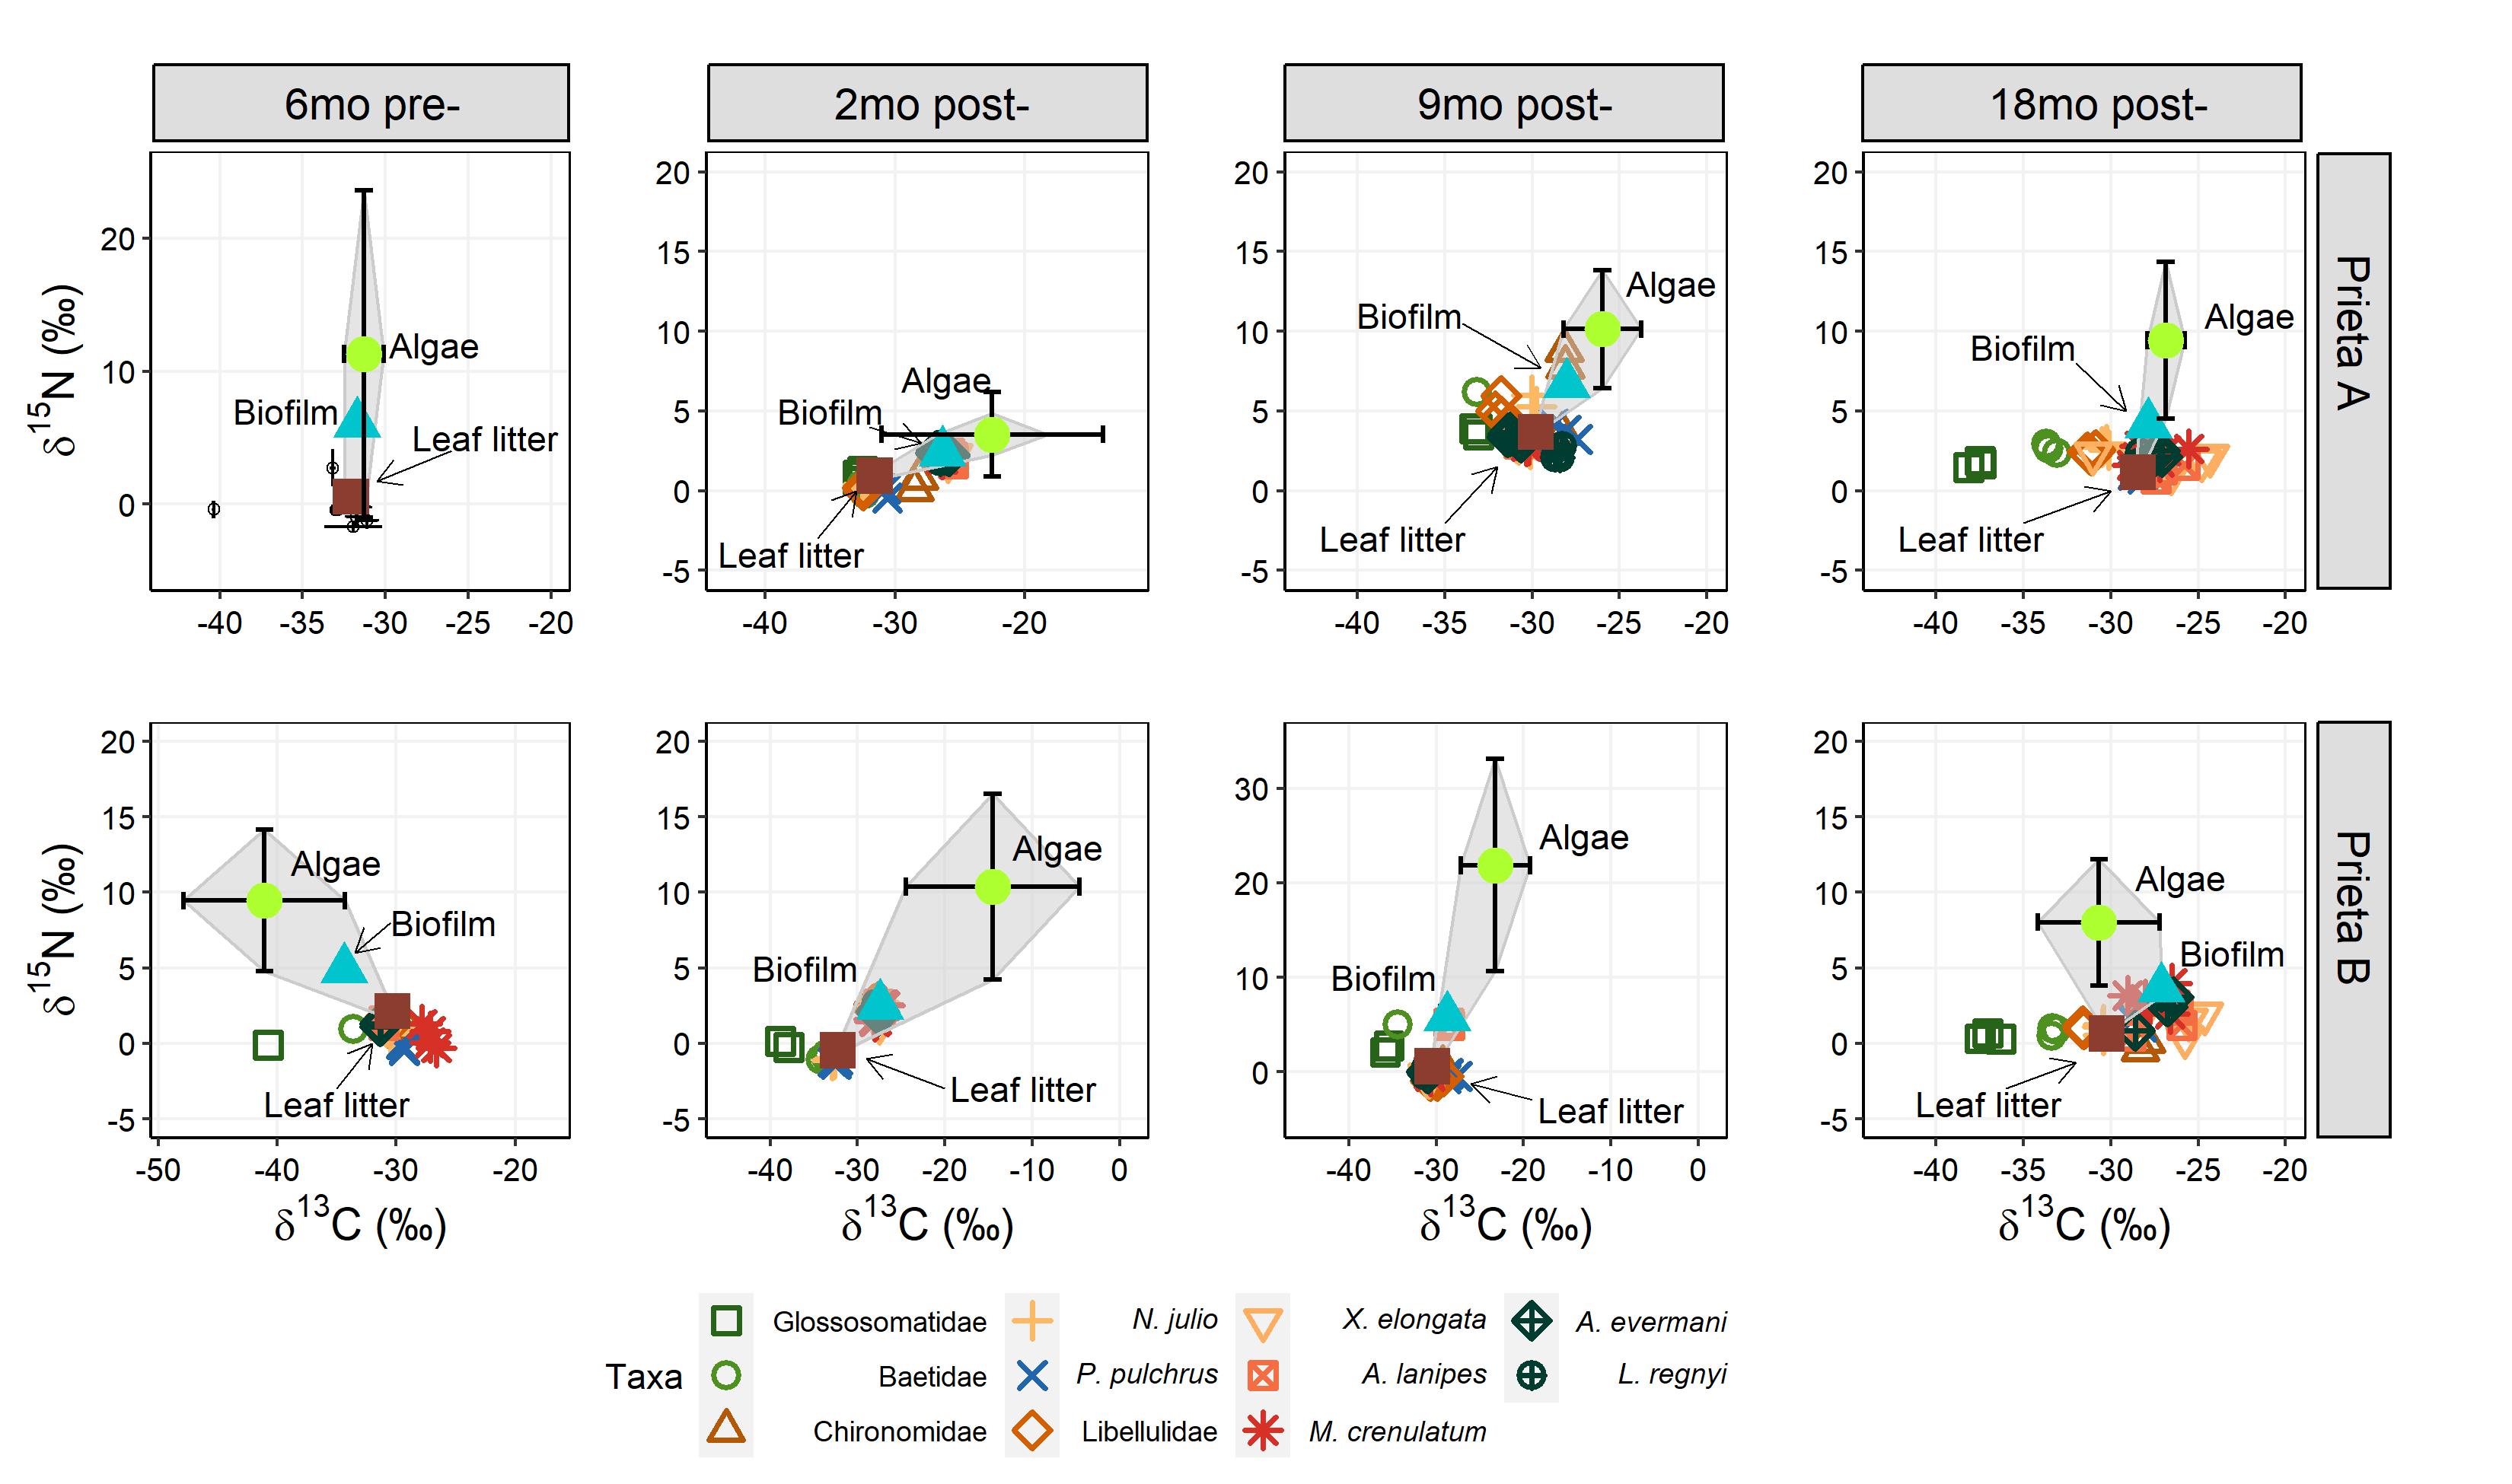 6mo pre-
2mo post-
9mo post-
18mo post-
Prieta A
δ15N (‰)
20
10
0
Algae
Biofilm
Leaf litter
-40 -35 -30 -25 -20
20
15
10
5
0
-5
Algae
Biofilm
Leaf litter
-40 -30 -20
20
15
10
5
0
-5
Algae
Biofilm
Leaf litter
-40 -35 -30 -25 -20
20
15
10
5
0
-5
Algae
Biofilm
Leaf litter
-40 -35 -30 -25 -20
Prieta B
δ15N (‰)
20
15
10
5
0
-5
Algae
Biofilm
Leaf litter
-50 -40 -30 -20
δ13C (‰)
20
15
10
5
0
-5
Algae
Biofilm
Leaf litter
-40 -30 -20 -10 0
δ13C (‰)
30
20
10
0
Algae
Biofilm
Leaf litter
-40 -30 -20 -10 0
δ13C (‰)
20
15
10
5
0
-5
Algae
Biofilm
Leaf litter
-40 -35 -30 -25 -20
δ13C (‰)
Taxa
Glossosomatidae
Baetidae
Chironomidae
N. julio
P. pulchrus
Libellulidae
X. elongata
A. lanipes
M. crenulatum
A. evermani
L. regnyi